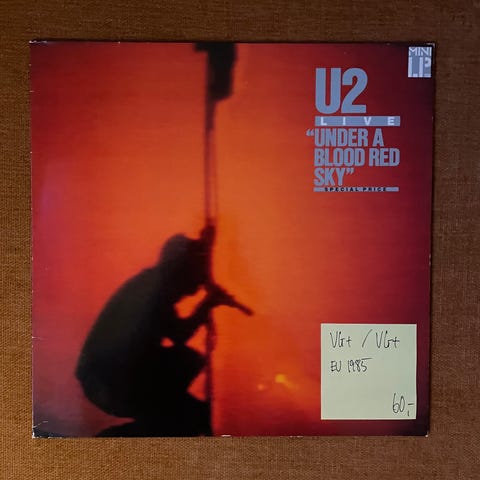 MINI
LP
U2
LIVE
“UNDER A
BLOOD RED
SKY”
SPECIAL PRICE
VG+ / VG+
EU 1985
60,-